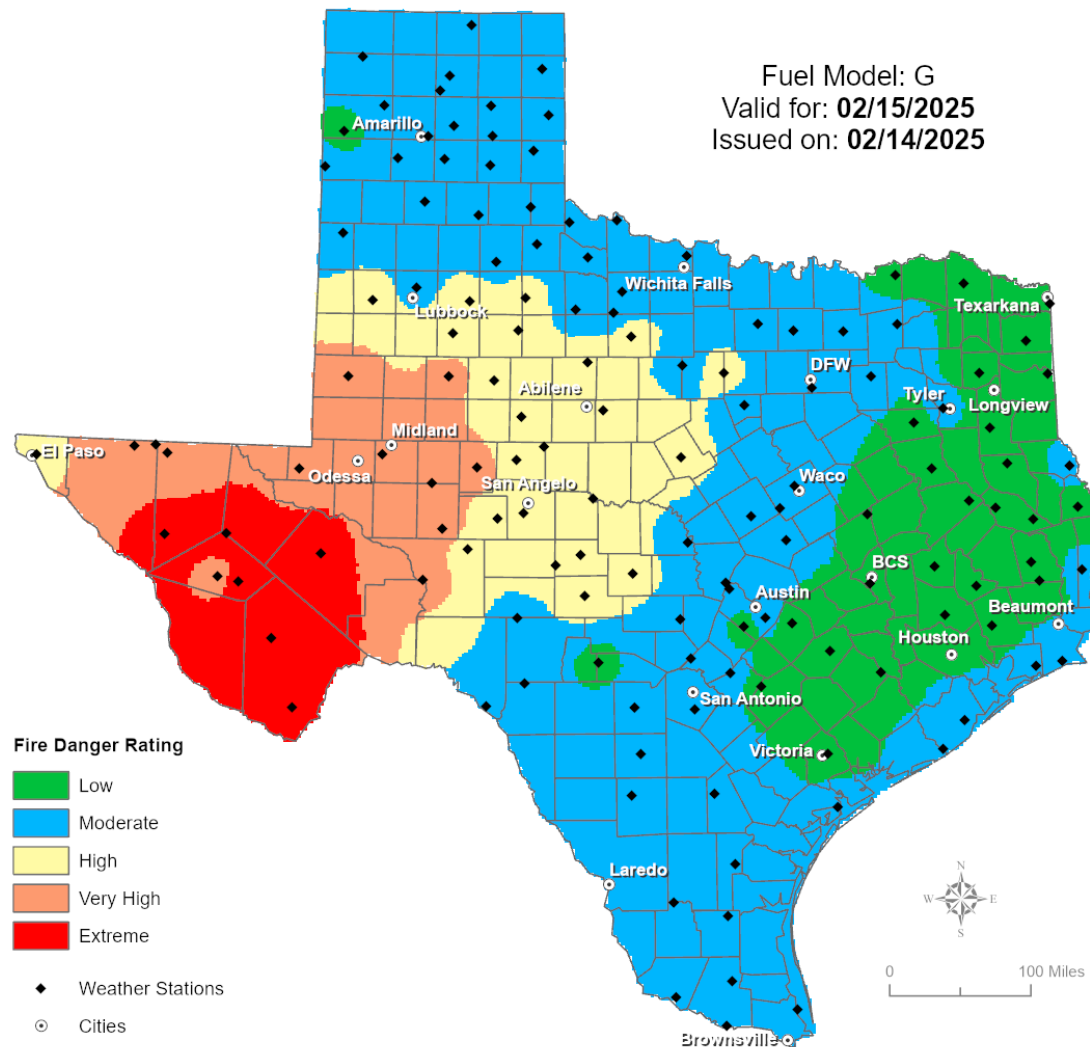 Fuel Model: G
Valid for: 02/15/2025
Issued on: 02/14/2025
Amarillo
Wichita Falls
Lubbock
Texarkana
DFW
Abilene
Tyler
Longview
Midland
El Paso
Odessa
San Angelo
Waco
BCS
Austin
Beaumont
Houston
San Antonio
Victoria
Laredo
Brownsville
Fire Danger Rating
Low
Moderate
High
Very High
Extreme
Weather Stations
Cities
N
W E
S
0 100 Miles